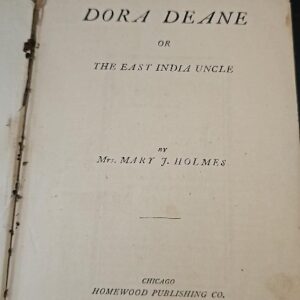 DORA DEANE
OR
THE EAST INDIA UNCLE
BY
Mrs. MARY J. HOLMES
CHICAGO
HOMEWOOD PUBLISHING CO.